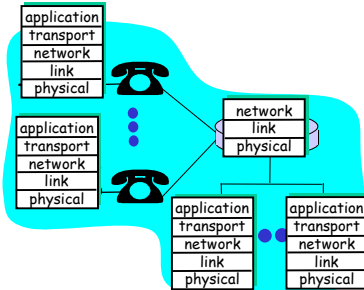 application
transport
network
link
physical
application
transport
network
link
physical
network
link
physical
application
transport
network
link
physical
application
transport
network
link
physical